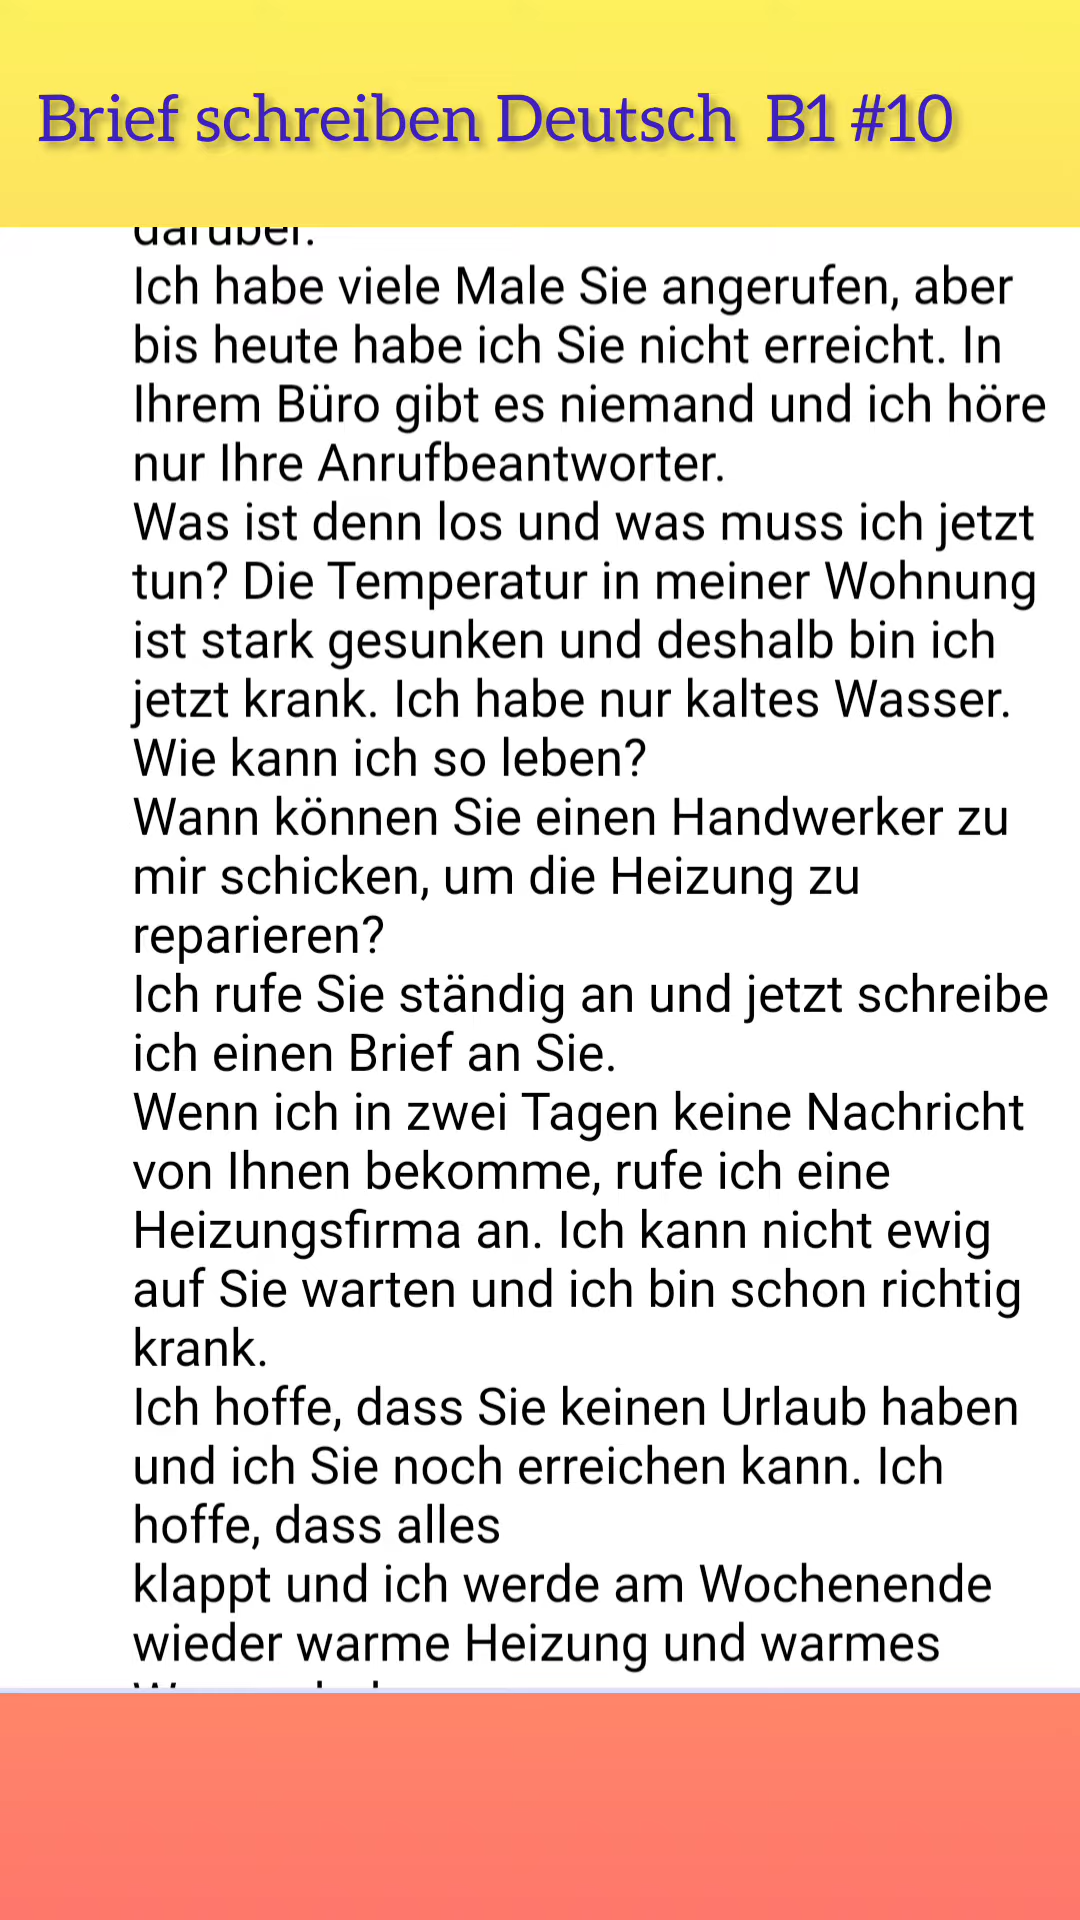 Brief schreiben Deutsch B1 #10
darüber.
Ich habe viele Male Sie angerufen, aber
bis heute habe ich Sie nicht erreicht. In
Ihrem Büro gibt es niemand und ich höre
nur Ihre Anrufbeantworter.
Was ist denn los und was muss ich jetzt
tun? Die Temperatur in meiner Wohnung
ist stark gesunken und deshalb bin ich
jetzt krank. Ich habe nur kaltes Wasser.
Wie kann ich so leben?
Wann können Sie einen Handwerker zu
mir schicken, um die Heizung zu
reparieren?
Ich rufe Sie ständig an und jetzt schreibe
ich einen Brief an Sie.
Wenn ich in zwei Tagen keine Nachricht
von Ihnen bekomme, rufe ich eine
Heizungsfirma an. Ich kann nicht ewig
auf Sie warten und ich bin schon richtig
krank.
Ich hoffe, dass Sie keinen Urlaub haben
und ich Sie noch erreichen kann. Ich
hoffe, dass alles
klappt und ich werde am Wochenende
wieder warme Heizung und warmes